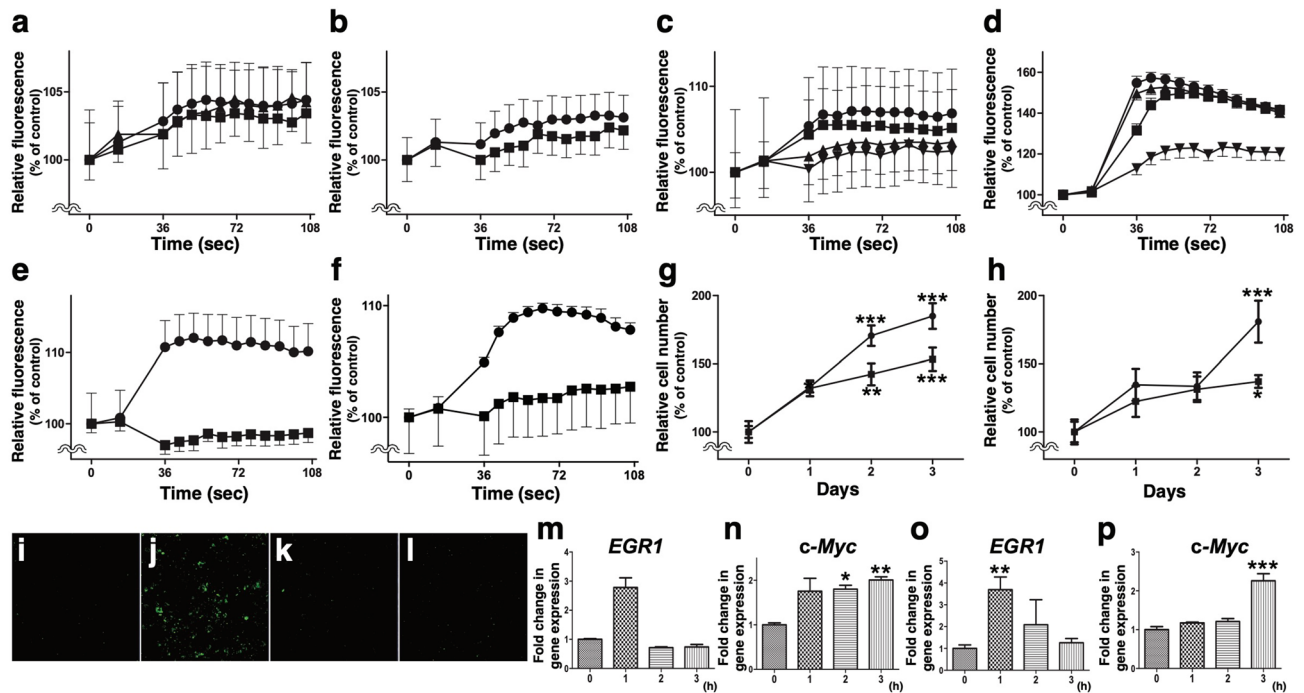 a
Relative fluorescence
(% of control)
105
100
0 36 72 108
Time (sec)
b
Relative fluorescence
(% of control)
105
100
0 36 72 108
Time (sec)
c
Relative fluorescence
(% of control)
110
100
0 36 72 108
Time (sec)
d
Relative fluorescence
(% of control)
160
140
120
100
0 36 72 108
Time (sec)
e
Relative fluorescence
(% of control)
110
100
0 36 72 108
Time (sec)
f
Relative fluorescence
(% of control)
110
100
0 36 72 108
Time (sec)
g
Relative cell number
(% of control)
200
150
100
***
***
**
***
0 1 2 3
Days
h
Relative cell number
(% of control)
200
150
100
***
*
0 1 2 3
Days
i
j
k
l
m
EGR1
Fold change in
gene expression
4
3
2
1
0
0 1 2 3 (h)
n
c-Myc
Fold change in
gene expression
2
1
0
* **
0 1 2 3 (h)
o
EGR1
Fold change in
gene expression
5
4
3
2
1
0
**
0 1 2 3 (h)
p
c-Myc
Fold change in
gene expression
3
2
1
0
***
0 1 2 3 (h)